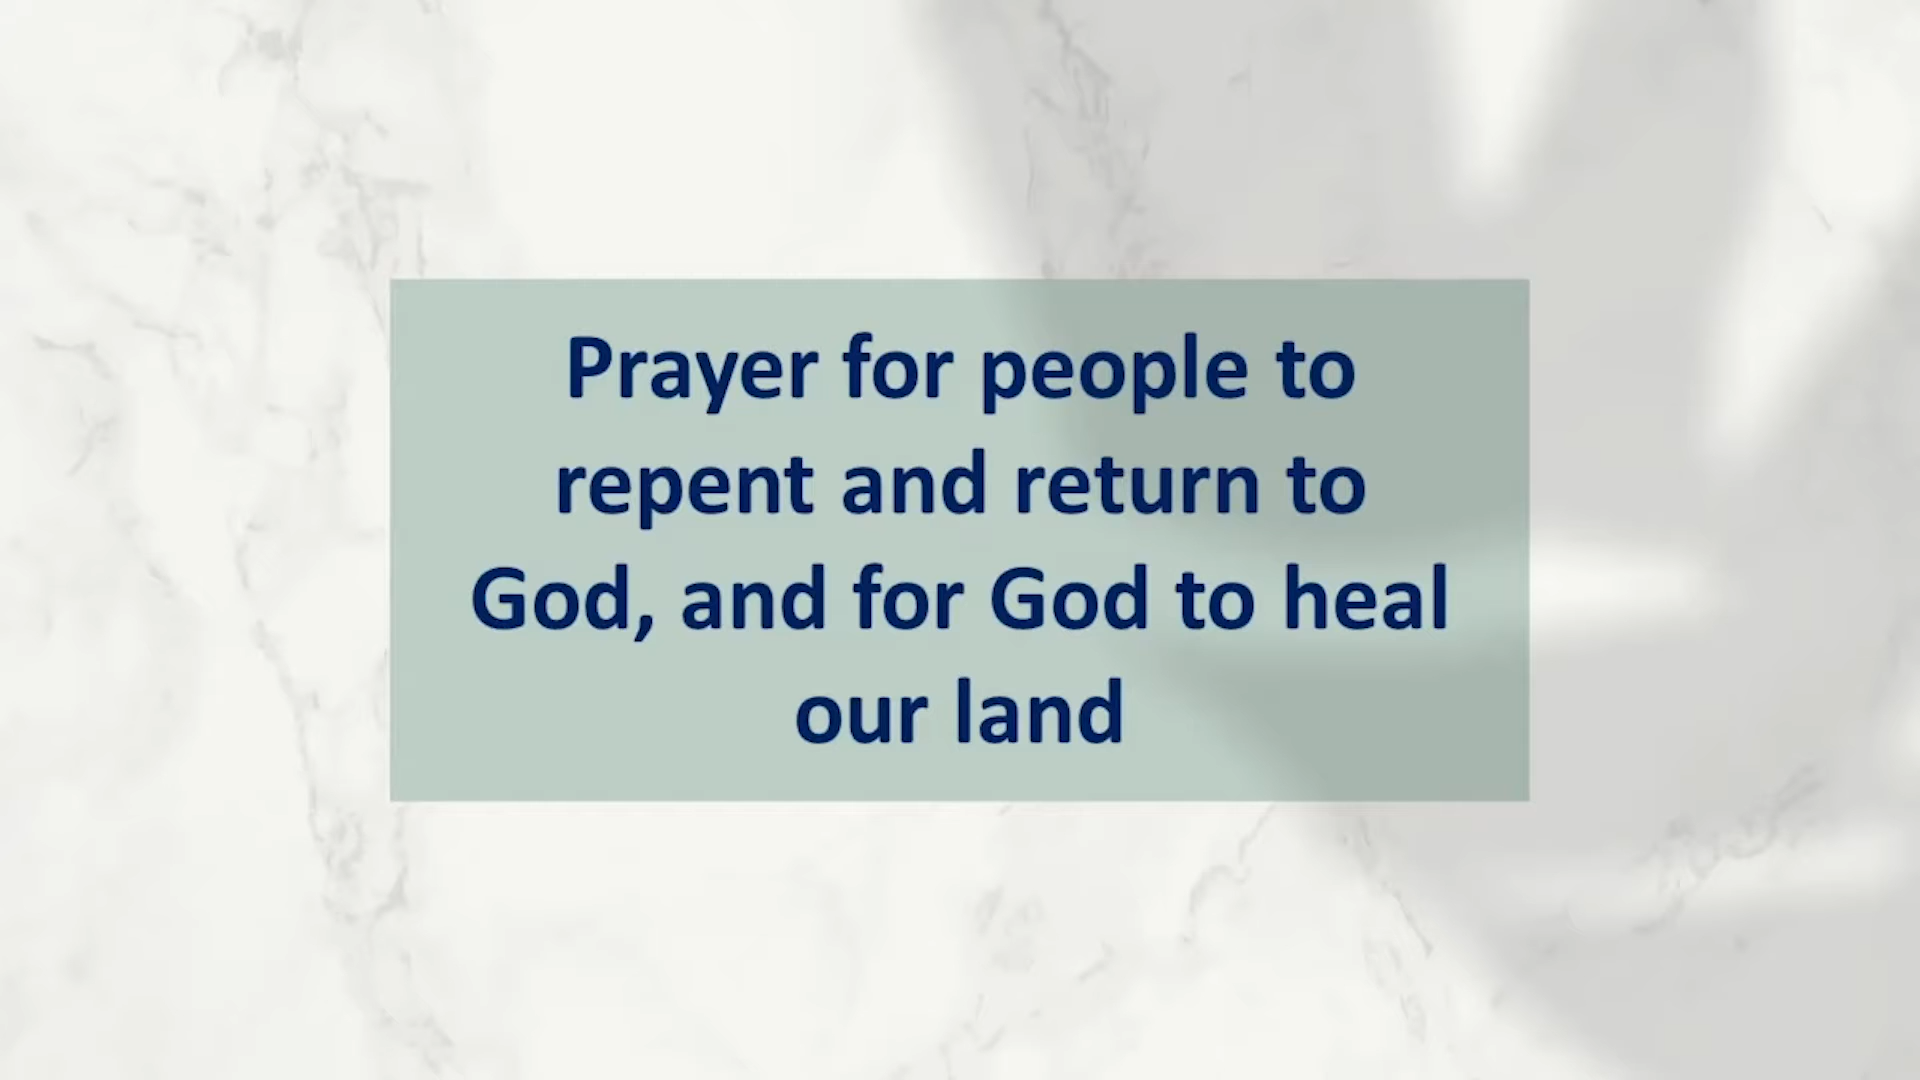 Prayer for people to
repent and return to
God, and for God to heal
our land